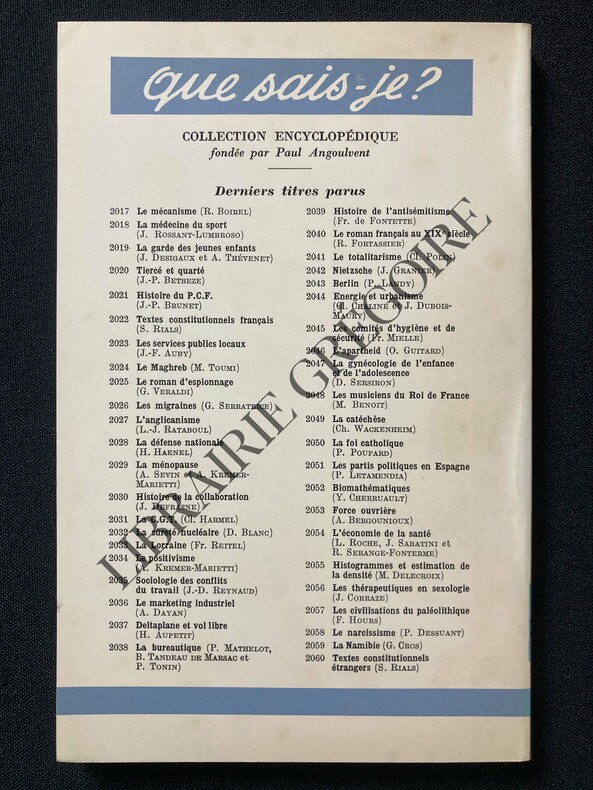 que sais-je?
COLLECTION ENCYCLOPÉDIQUE
fondée par Paul Angoulvent
Derniers titres parus
2017 Le mécanisme (R. BOIREL)
2018 La médecine du sport
(J. ROSSANT-LUMBROSO)
2019 La garde des jeunes enfants
(J. DESIGAUX et A. THÉVENET)
2020 Tiercé et quarté
(J.-P. BETBEZE)
2021 Histoire du P.C.F.
(J.-P. BRUNET)
2022 Textes constitutionnels français
(S. RIALS)
2023 Les services publics locaux
(J.-F. AUBY)
2024 Le Maghreb (M. TOUMI)
2025 Le roman d'espionnage
(G. VERALDI)
2026 Les migraines (G. SERRATRICE)
2027 L'anglicanisme
(L.-J. RATABOUL)
2028 La défense nationale
(H. HAENEL)
2029 La ménopause
(A. SEVIN et A. KREMER-
MARIETTI)
2030 Histoire de la collaboration
(J. DEFRASNE)
2031 La C.G.T. (Cl. HARMEL)
2032 La sûreté nucléaire (D. BLANC)
2033 La Lorraine (Fr. REITEL)
2034 Le positivisme
(A. KREMER-MARIETTI)
2035 Sociologie des conflits
du travail (J.-D. REYNAUD)
2036 Le marketing industriel
(A. DAYAN)
2037 Deltaplane et vol libre
(H. AUPETIT)
2038 La bureautique (P. MATHELOT,
B. TANDEAU DE MARSAC et
P. TONIN)
2039 Histoire de l'antisémitisme
(Fr. DE FONTETTE)
2040 Le roman français au XIXe siècle
(R. FORTASSIER)
2041 Le totalitarisme (Cl. POLIN)
2042 Nietzsche (J. GRANIER)
2043 Berlin (P. LANDY)
2044 Energie et urbanisme
(Cl. CHALINE et J. DUBOIS-
MAURY)
2045 Les comités d'hygiène et de
sécurité (Pr. MIELLE)
2046 L'apartheid (O. GUITARD)
2047 La gynécologie de l'enfance
et de l'adolescence
(D. SERSIRON)
2048 Les musiciens du Roi de France
(M. BENOIT)
2049 La catéchèse
(Ch. WACKENHEIM)
2050 La foi catholique
(P. POUPARD)
2051 Les partis politiques en Espagne
(P. LETAMENDIA)
2052 Biomathématiques
(Y. CHERRUAULT)
2053 Force ouvrière
(A. BERGOUNIOUX)
2054 L'économie de la santé
(L. ROCHE, J. SABATINI et
R. SERANGE-FONTERME)
2055 Histogrammes et estimation de
la densité (M. DELECROIX)
2056 Les thérapeutiques en sexologie
(J. CORRAZE)
2057 Les civilisations du paléolithique
(F. HOURS)
2058 Le narcissisme (P. DESSUANT)
2059 La Namibie (G. CROS)
2060 Textes constitutionnels
étrangers (S. RIALS)
LIBRAIRIE GREGOIRE